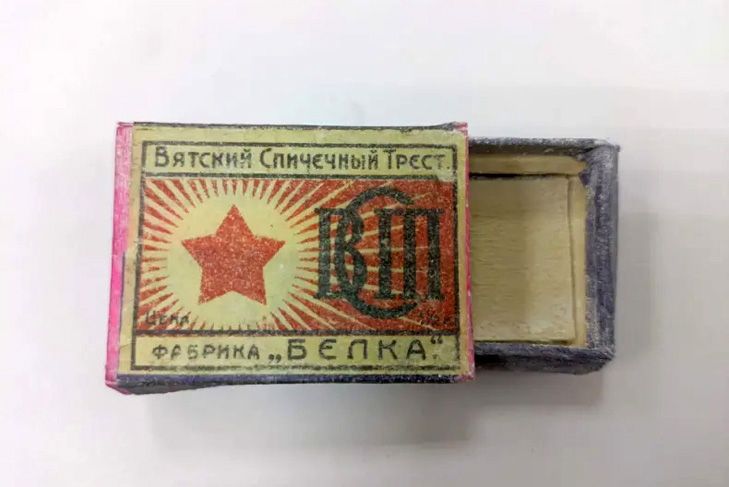 Вятский Спичечный Трест.
ВСТ
Цена
Фабрика „БЕЛКА“.